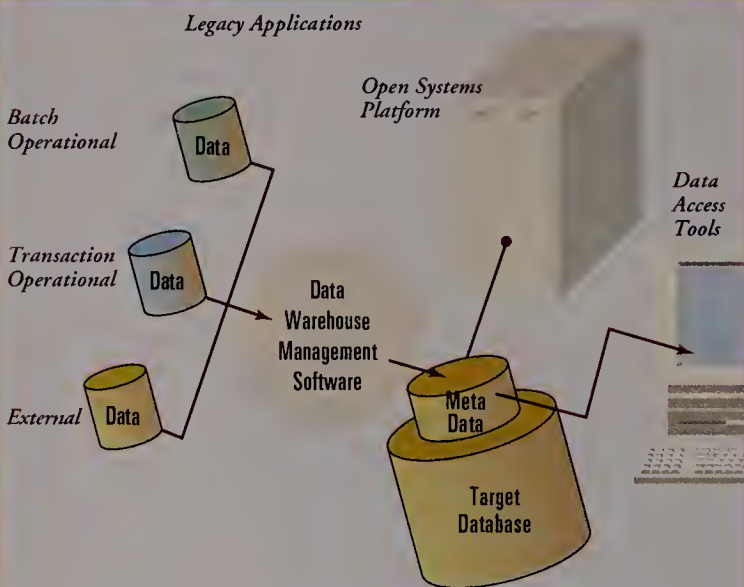 Legacy Applications
Batch
Operational
Data
Open Systems
Platform
Data
Access
Tools
Transaction
Operational
Data
Data
Warehouse
Management
Software
External
Data
Meta
Data
Target
Database